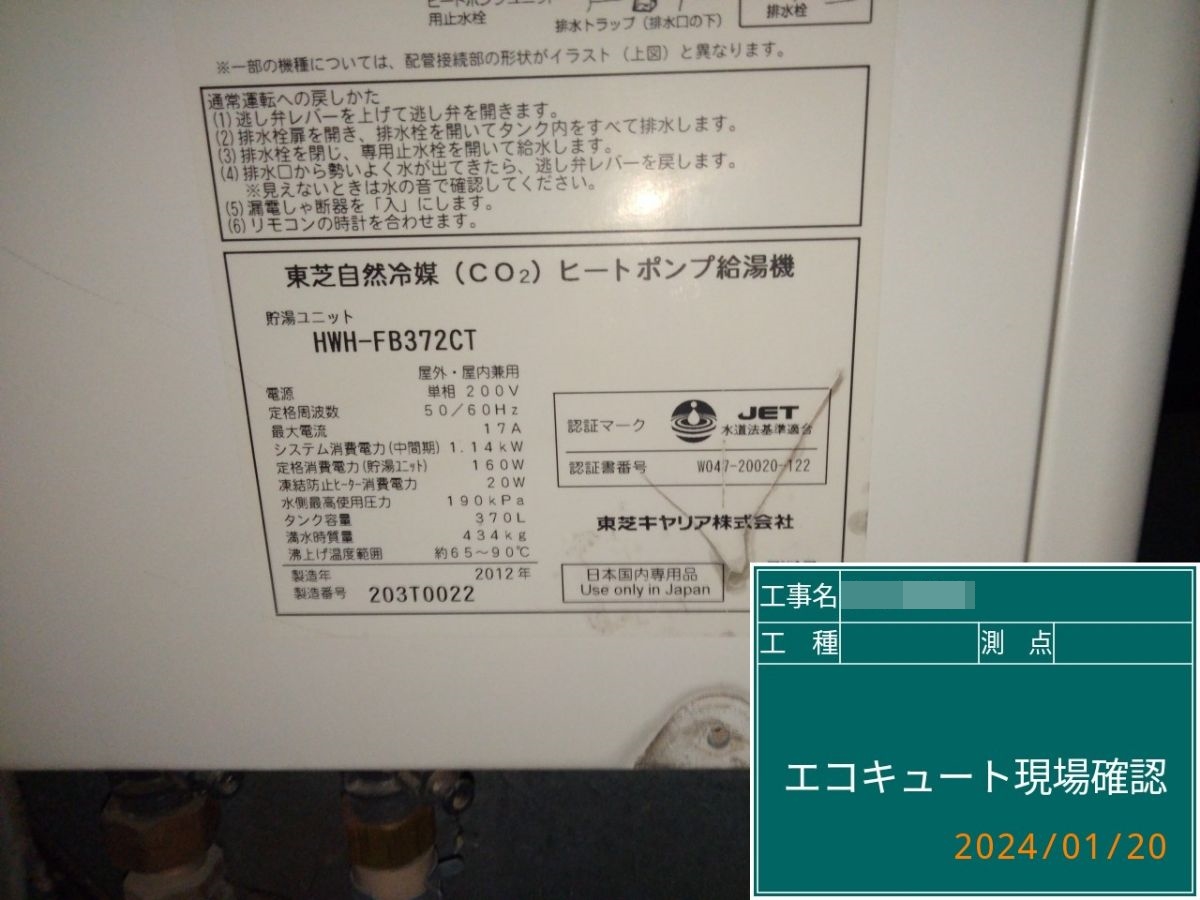 用止水栓
排水トラップ（排水口の下）
排水栓
※一部の機種については、配管接続部の形状がイラスト（上図）と異なります。
通常運転への戻しかた
(1) 逃し弁レバーを上げて逃し弁を開きます。
(2) 排水栓扉を開き、排水栓を開いてタンク内をすべて排水します。
(3) 排水栓を閉じ、専用止水栓を開いて給水します。
(4) 排水口から勢いよく水が出てきたら、逃し弁レバーを戻します。
※見えないときは水の音で確認してください。
(5) 漏電しゃ断器を「入」にします。
(6) リモコンの時計を合わせます。
東芝自然冷媒（CO₂）ヒートポンプ給湯機
貯湯ユニット
HWH-FB372CT
屋外・屋内兼用
電源 単相 200V
定格周波数 50/60Hz
最大電流 17A
システム消費電力(中間期) 1.14kW
定格消費電力(貯湯ﾕﾆｯﾄ) 160W
凍結防止ﾋｰﾀｰ消費電力 20W
水側最高使用圧力 190kPa
タンク容量 370L
満水時質量 434kg
沸上げ温度範囲 約65～90℃
製造年 2012年
製造番号 203T0022
認証マーク JET
水道法基準適合
認証書番号 W047-20020-122
東芝キヤリア株式会社
日本国内専用品
Use only in Japan
工事名
工種 測点
エコキュート現場確認
2024/01/20